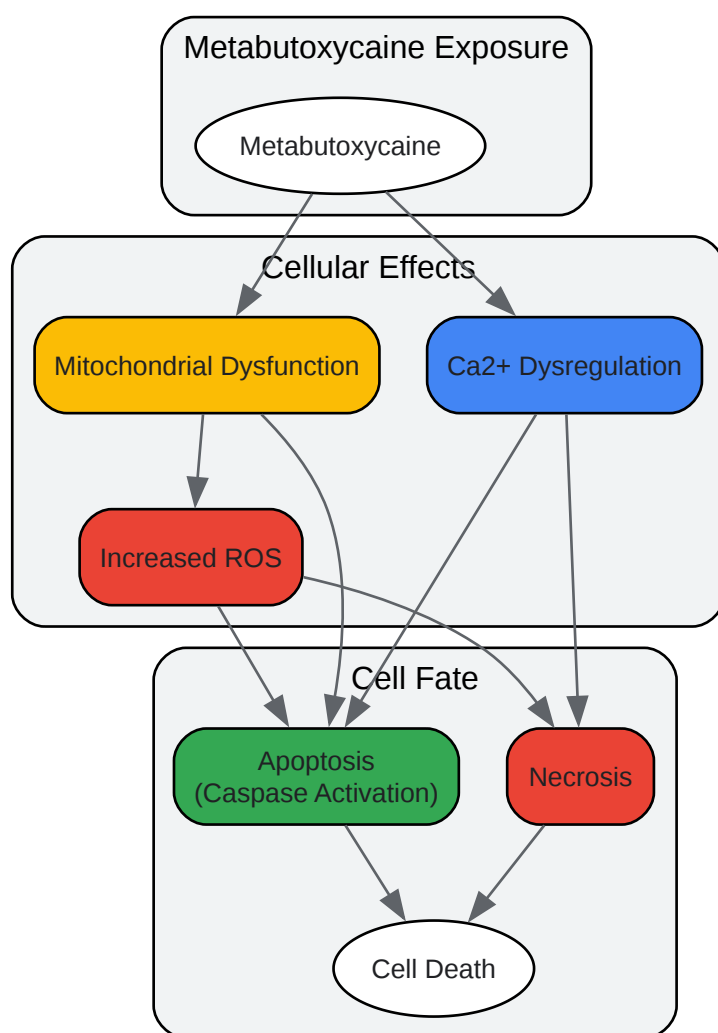 Metabutoxycaine Exposure
Metabutoxycaine
Cellular Effects
Mitochondrial Dysfunction
Ca2+ Dysregulation
Increased ROS
Cell Fate
Apoptosis
(Caspase Activation)
Necrosis
Cell Death